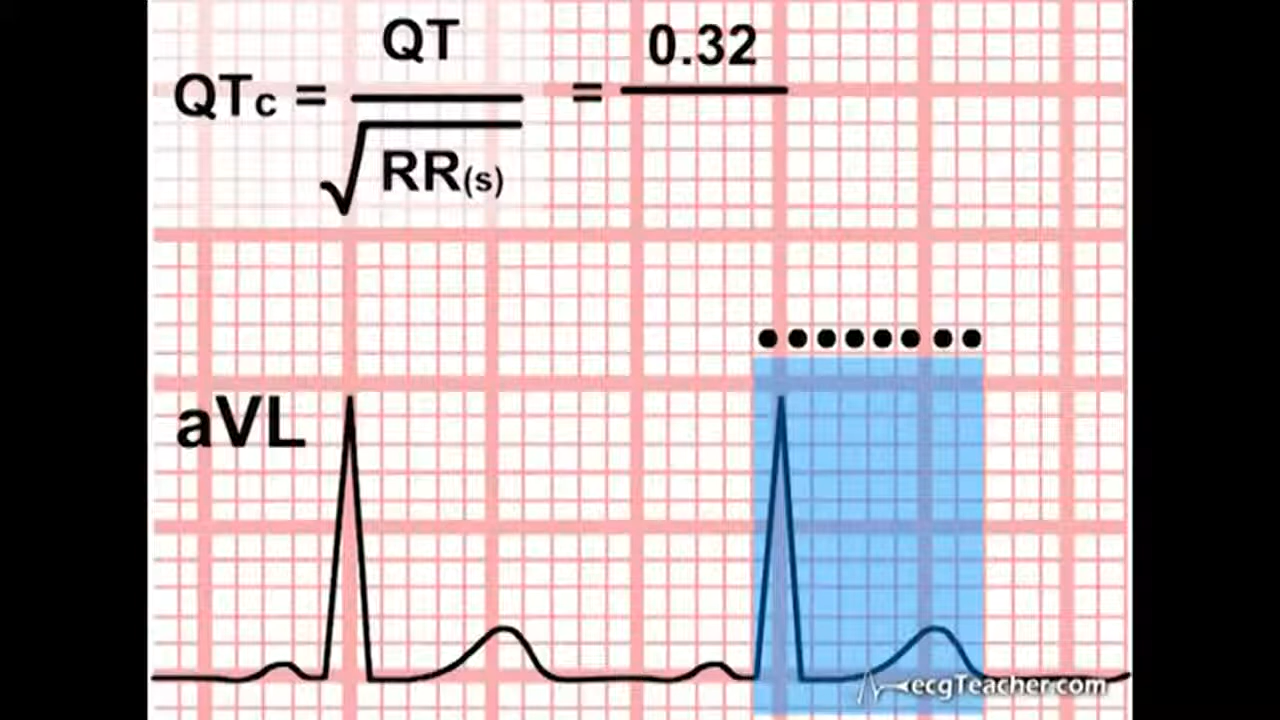 QTc = QT / √RR(s) = 0.32
aVL
ecgTeacher.com